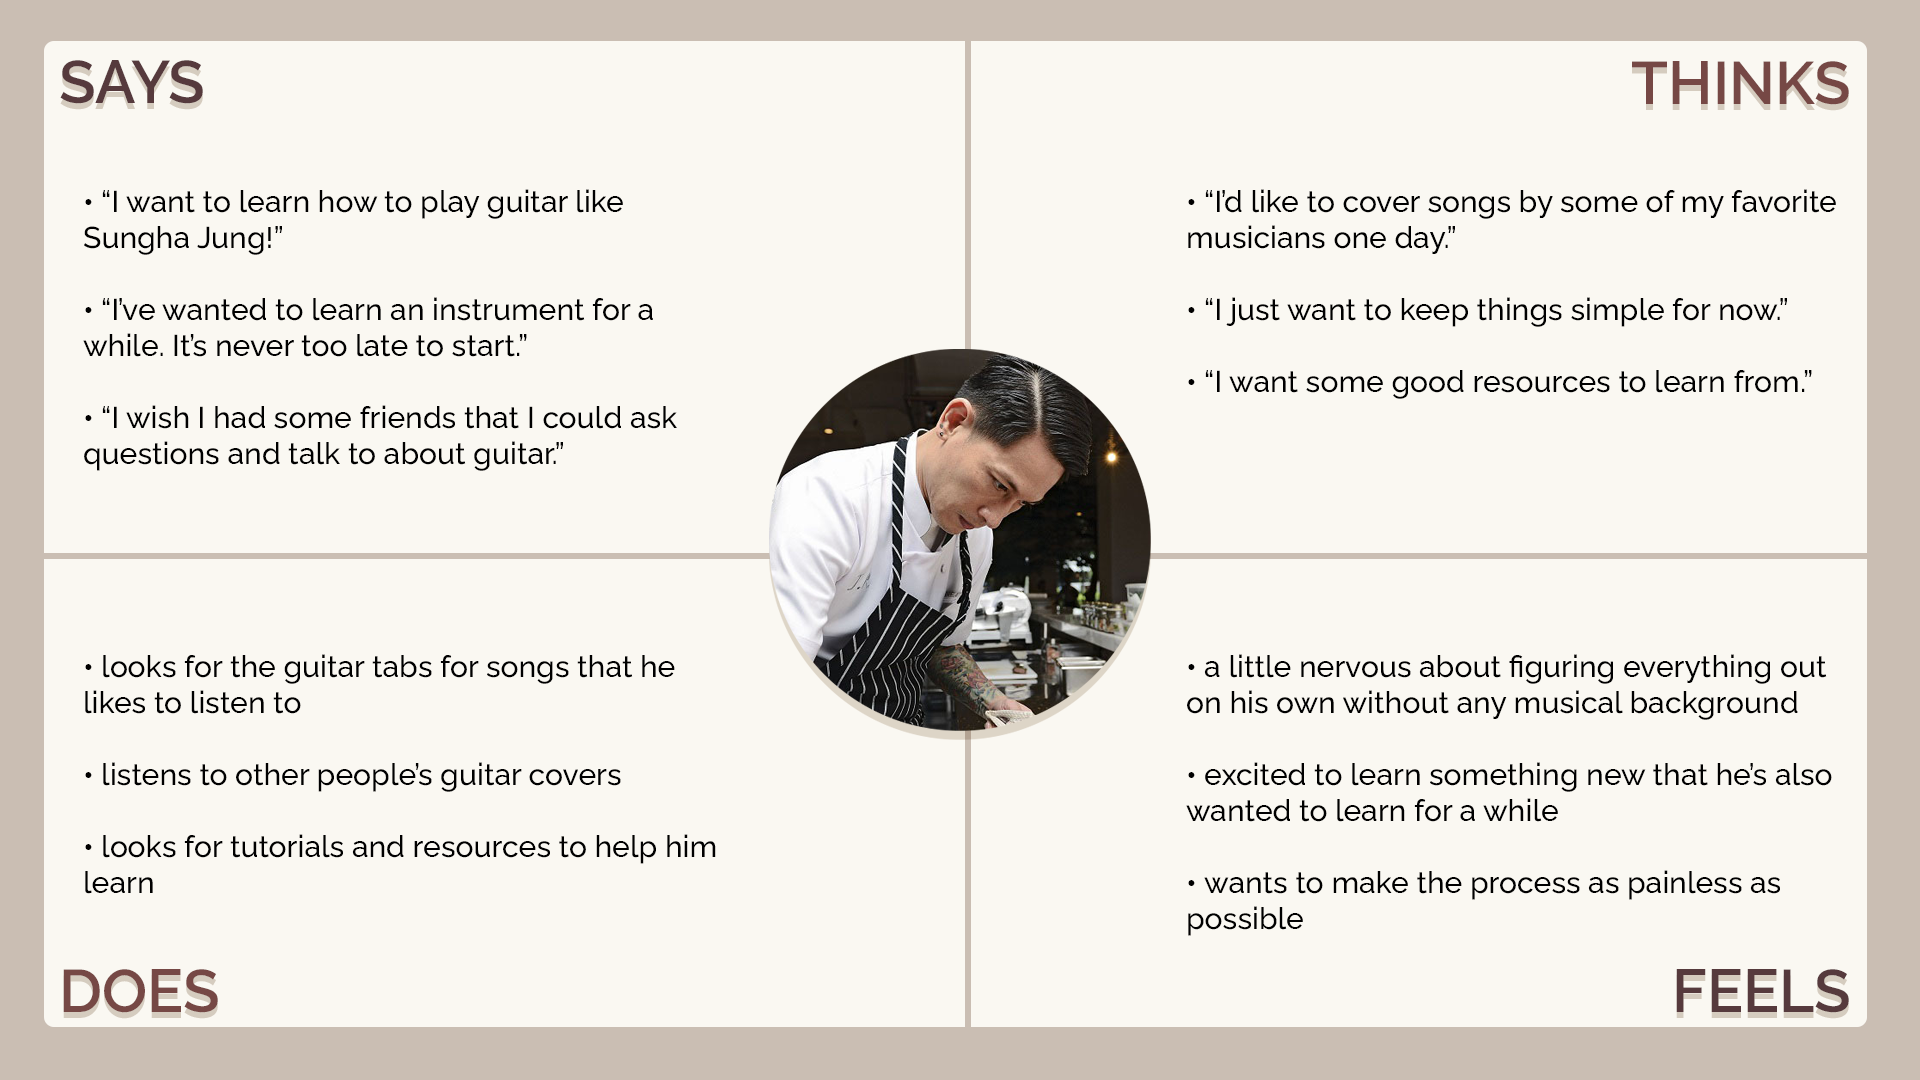 SAYS
• “I want to learn how to play guitar like
Sungha Jung!”
• “I’ve wanted to learn an instrument for a
while. It’s never too late to start.”
• “I wish I had some friends that I could ask
questions and talk to about guitar.”
THINKS
• “I’d like to cover songs by some of my favorite
musicians one day.”
• “I just want to keep things simple for now.”
• “I want some good resources to learn from.”
• looks for the guitar tabs for songs that he
likes to listen to
• listens to other people’s guitar covers
• looks for tutorials and resources to help him
learn
DOES
• a little nervous about figuring everything out
on his own without any musical background
• excited to learn something new that he’s also
wanted to learn for a while
• wants to make the process as painless as
possible
FEELS